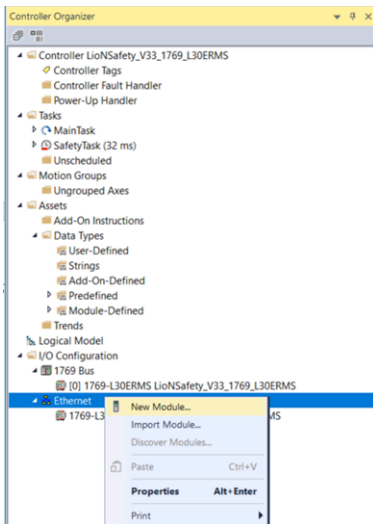 Controller Organizer
Controller LioNSafety_V33_1769_L30ERMS
Controller Tags
Controller Fault Handler
Power-Up Handler
Tasks
MainTask
SafetyTask (32 ms)
Unscheduled
Motion Groups
Ungrouped Axes
Assets
Add-On Instructions
Data Types
User-Defined
Strings
Add-On-Defined
Predefined
Module-Defined
Trends
Logical Model
I/O Configuration
1769 Bus
[0] 1769-L30ERMS LioNSafety_V33_1769_L30ERMS
Ethernet
New Module...
1769-L3 MS
Import Module...
Discover Modules...
Paste Ctrl+V
Properties Alt+Enter
Print